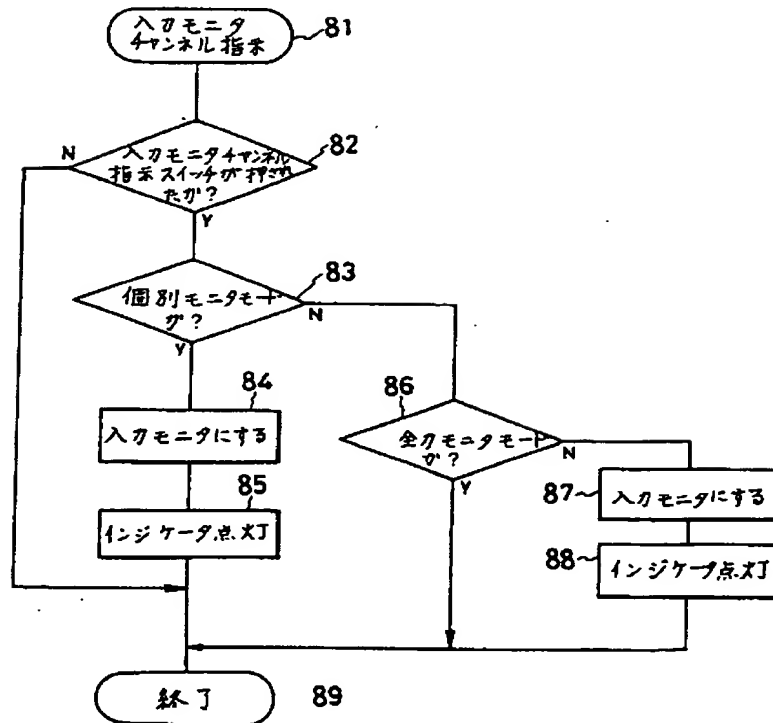 入力モニタ
チャンネル指示
81
N
入力モニタチャンネル
指示スイッチが押され
たか?
82
Y
個別モニタモード
か?
83
N
Y
84
入力モニタにする
86
全力モニタモード
か?
N
Y
85
インジケータ点灯
87
入力モニタにする
88
インジケータ点灯
終了
89